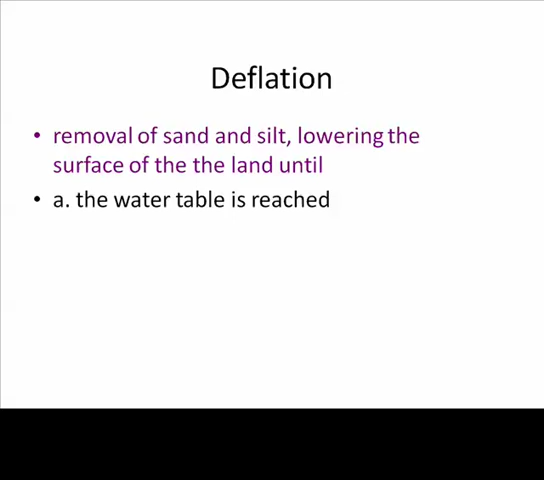 Deflation
• removal of sand and silt, lowering the
surface of the the land until
• a. the water table is reached